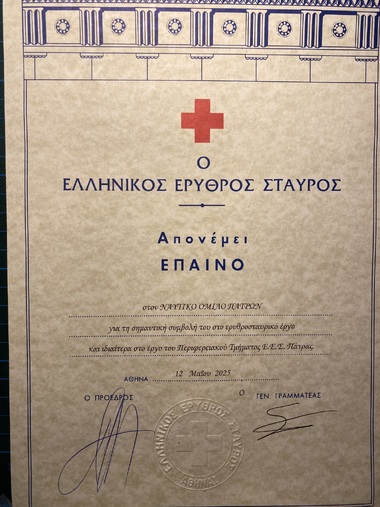 Ο
ΕΛΛΗΝΙΚΟΣ ΕΡΥΘΡΟΣ ΣΤΑΥΡΟΣ
Απονέμει
ΕΠΑΙΝΟ
στον ΝΑΥΤΙΚΟ ΟΜΙΛΟ ΠΑΤΡΩΝ
για τη σημαντική συμβολή του στο ερυθροσταυρικό έργο
και ιδιαίτερα στο έργο του Περιφερειακού Τμήματος Ε.Ε.Σ. Πάτρας.
ΑΘΗΝΑ 12 Μαΐου 2025
Ο ΠΡΟΕΔΡΟΣ Ο ΓΕΝ. ΓΡΑΜΜΑΤΕΑΣ
ΕΛΛΗΝΙΚΟΣ ΕΡΥΘΡΟΣ ΣΤΑΥΡΟΣ
ΑΘΗΝΑΙ